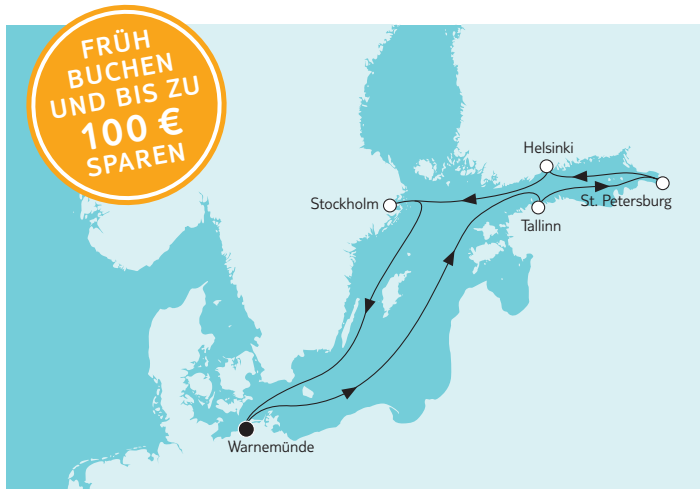 FRÜH
BUCHEN
UND BIS ZU
100 €
SPAREN
Helsinki
Stockholm
St. Petersburg
Tallinn
Warnemünde